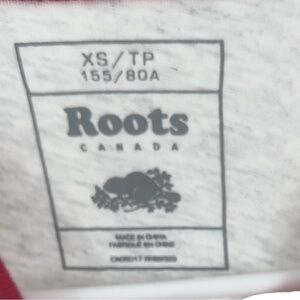 XS/TP
155/80A
Roots
CANADA
MADE IN CHINA
FABRIQUÉ EN CHINE